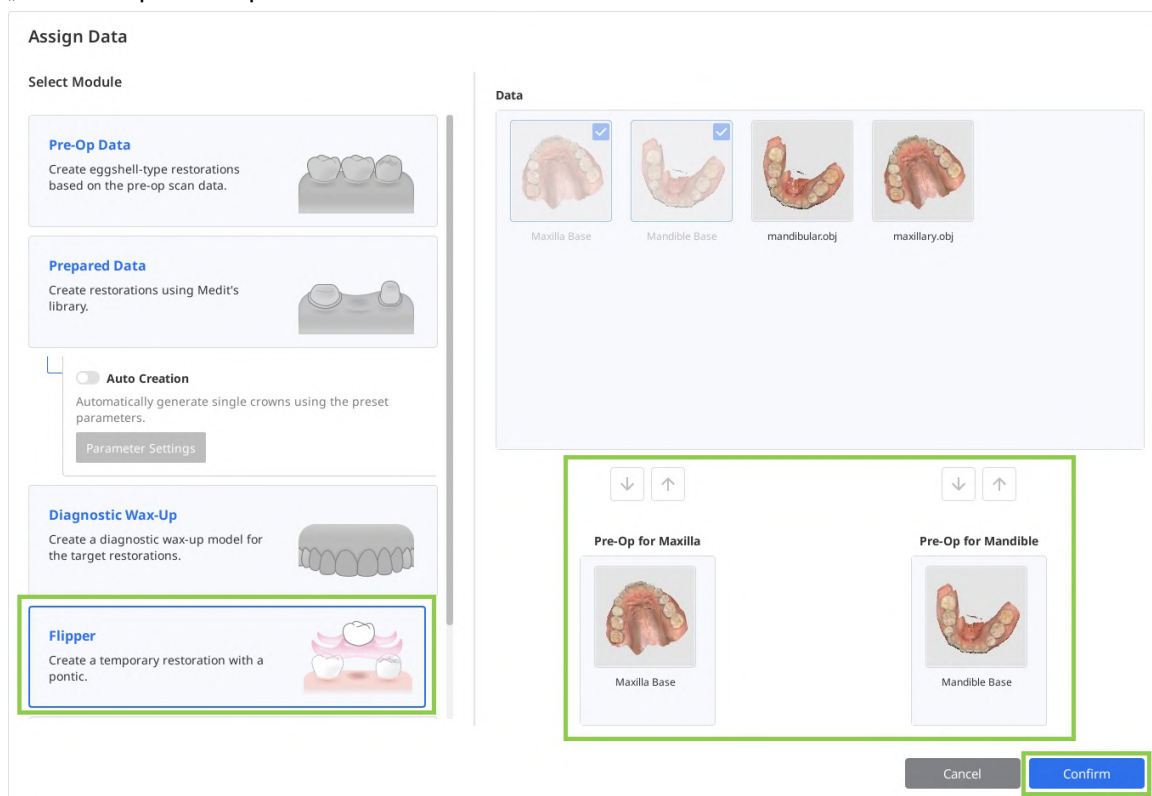 Assign Data
Select Module
Pre-Op Data
Create eggshell-type restorations
based on the pre-op scan data.
Prepared Data
Create restorations using Medit's
library.
Auto Creation
Automatically generate single crowns using the preset
parameters.
Parameter Settings
Diagnostic Wax-Up
Create a diagnostic wax-up model for
the target restorations.
Flipper
Create a temporary restoration with a
pontic.
Data
Maxilla Base
Mandible Base
mandibular.obj
maxillary.obj
Pre-Op for Maxilla
Pre-Op for Mandible
Maxilla Base
Mandible Base
Cancel
Confirm